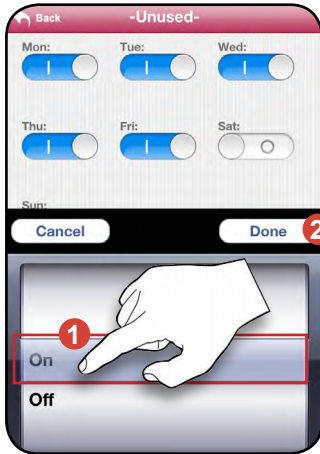 Back -Unused-
Mon: Tue: Wed:
Thu: Fri: Sat:
Sun:
Cancel Done 2
1
On
Off